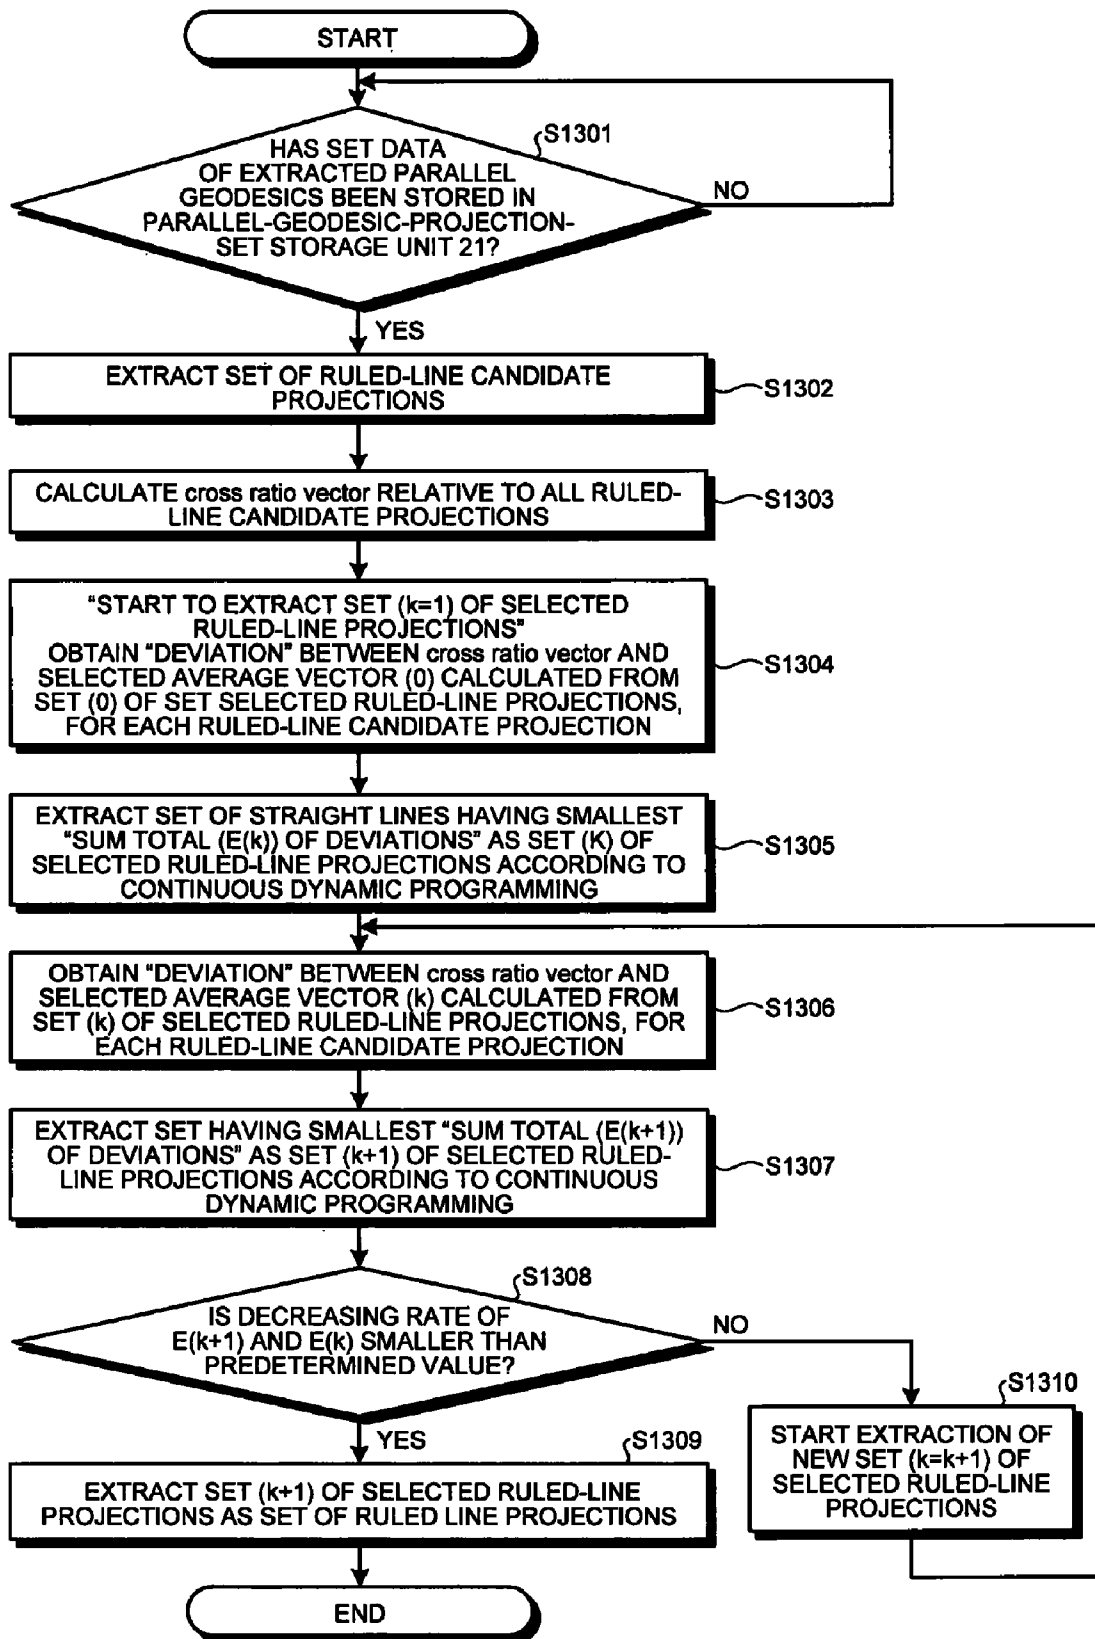 START
S1301
HAS SET DATA
OF EXTRACTED PARALLEL
GEODESICS BEEN STORED IN
PARALLEL-GEODESIC-PROJECTION-
SET STORAGE UNIT 21?
NO
YES
EXTRACT SET OF RULED-LINE CANDIDATE
PROJECTIONS
S1302
CALCULATE cross ratio vector RELATIVE TO ALL RULED-
LINE CANDIDATE PROJECTIONS
S1303
“START TO EXTRACT SET (k=1) OF SELECTED
RULED-LINE PROJECTIONS”
OBTAIN “DEVIATION” BETWEEN cross ratio vector AND
SELECTED AVERAGE VECTOR (0) CALCULATED FROM
SET (0) OF SET SELECTED RULED-LINE PROJECTIONS,
FOR EACH RULED-LINE CANDIDATE PROJECTION
S1304
EXTRACT SET OF STRAIGHT LINES HAVING SMALLEST
“SUM TOTAL (E(k)) OF DEVIATIONS” AS SET (K) OF
SELECTED RULED-LINE PROJECTIONS ACCORDING TO
CONTINUOUS DYNAMIC PROGRAMMING
S1305
OBTAIN “DEVIATION” BETWEEN cross ratio vector AND
SELECTED AVERAGE VECTOR (k) CALCULATED FROM
SET (k) OF SELECTED RULED-LINE PROJECTIONS, FOR
EACH RULED-LINE CANDIDATE PROJECTION
S1306
EXTRACT SET HAVING SMALLEST “SUM TOTAL (E(k+1))
OF DEVIATIONS” AS SET (k+1) OF SELECTED RULED-
LINE PROJECTIONS ACCORDING TO CONTINUOUS
DYNAMIC PROGRAMMING
S1307
S1308
IS DECREASING RATE OF
E(k+1) AND E(k) SMALLER THAN
PREDETERMINED VALUE?
NO
YES
S1310
START EXTRACTION OF
NEW SET (k=k+1) OF
SELECTED RULED-LINE
PROJECTIONS
S1309
EXTRACT SET (k+1) OF SELECTED RULED-LINE
PROJECTIONS AS SET OF RULED LINE PROJECTIONS
END